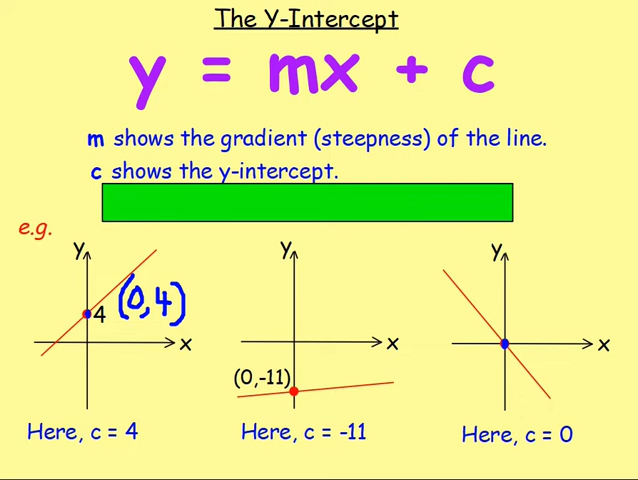 The Y-Intercept
y = mx + c
m shows the gradient (steepness) of the line.
c shows the y-intercept.
e.g.
y
4
(0,4)
x
y
(0,-11)
x
y
x
Here, c = 4
Here, c = -11
Here, c = 0